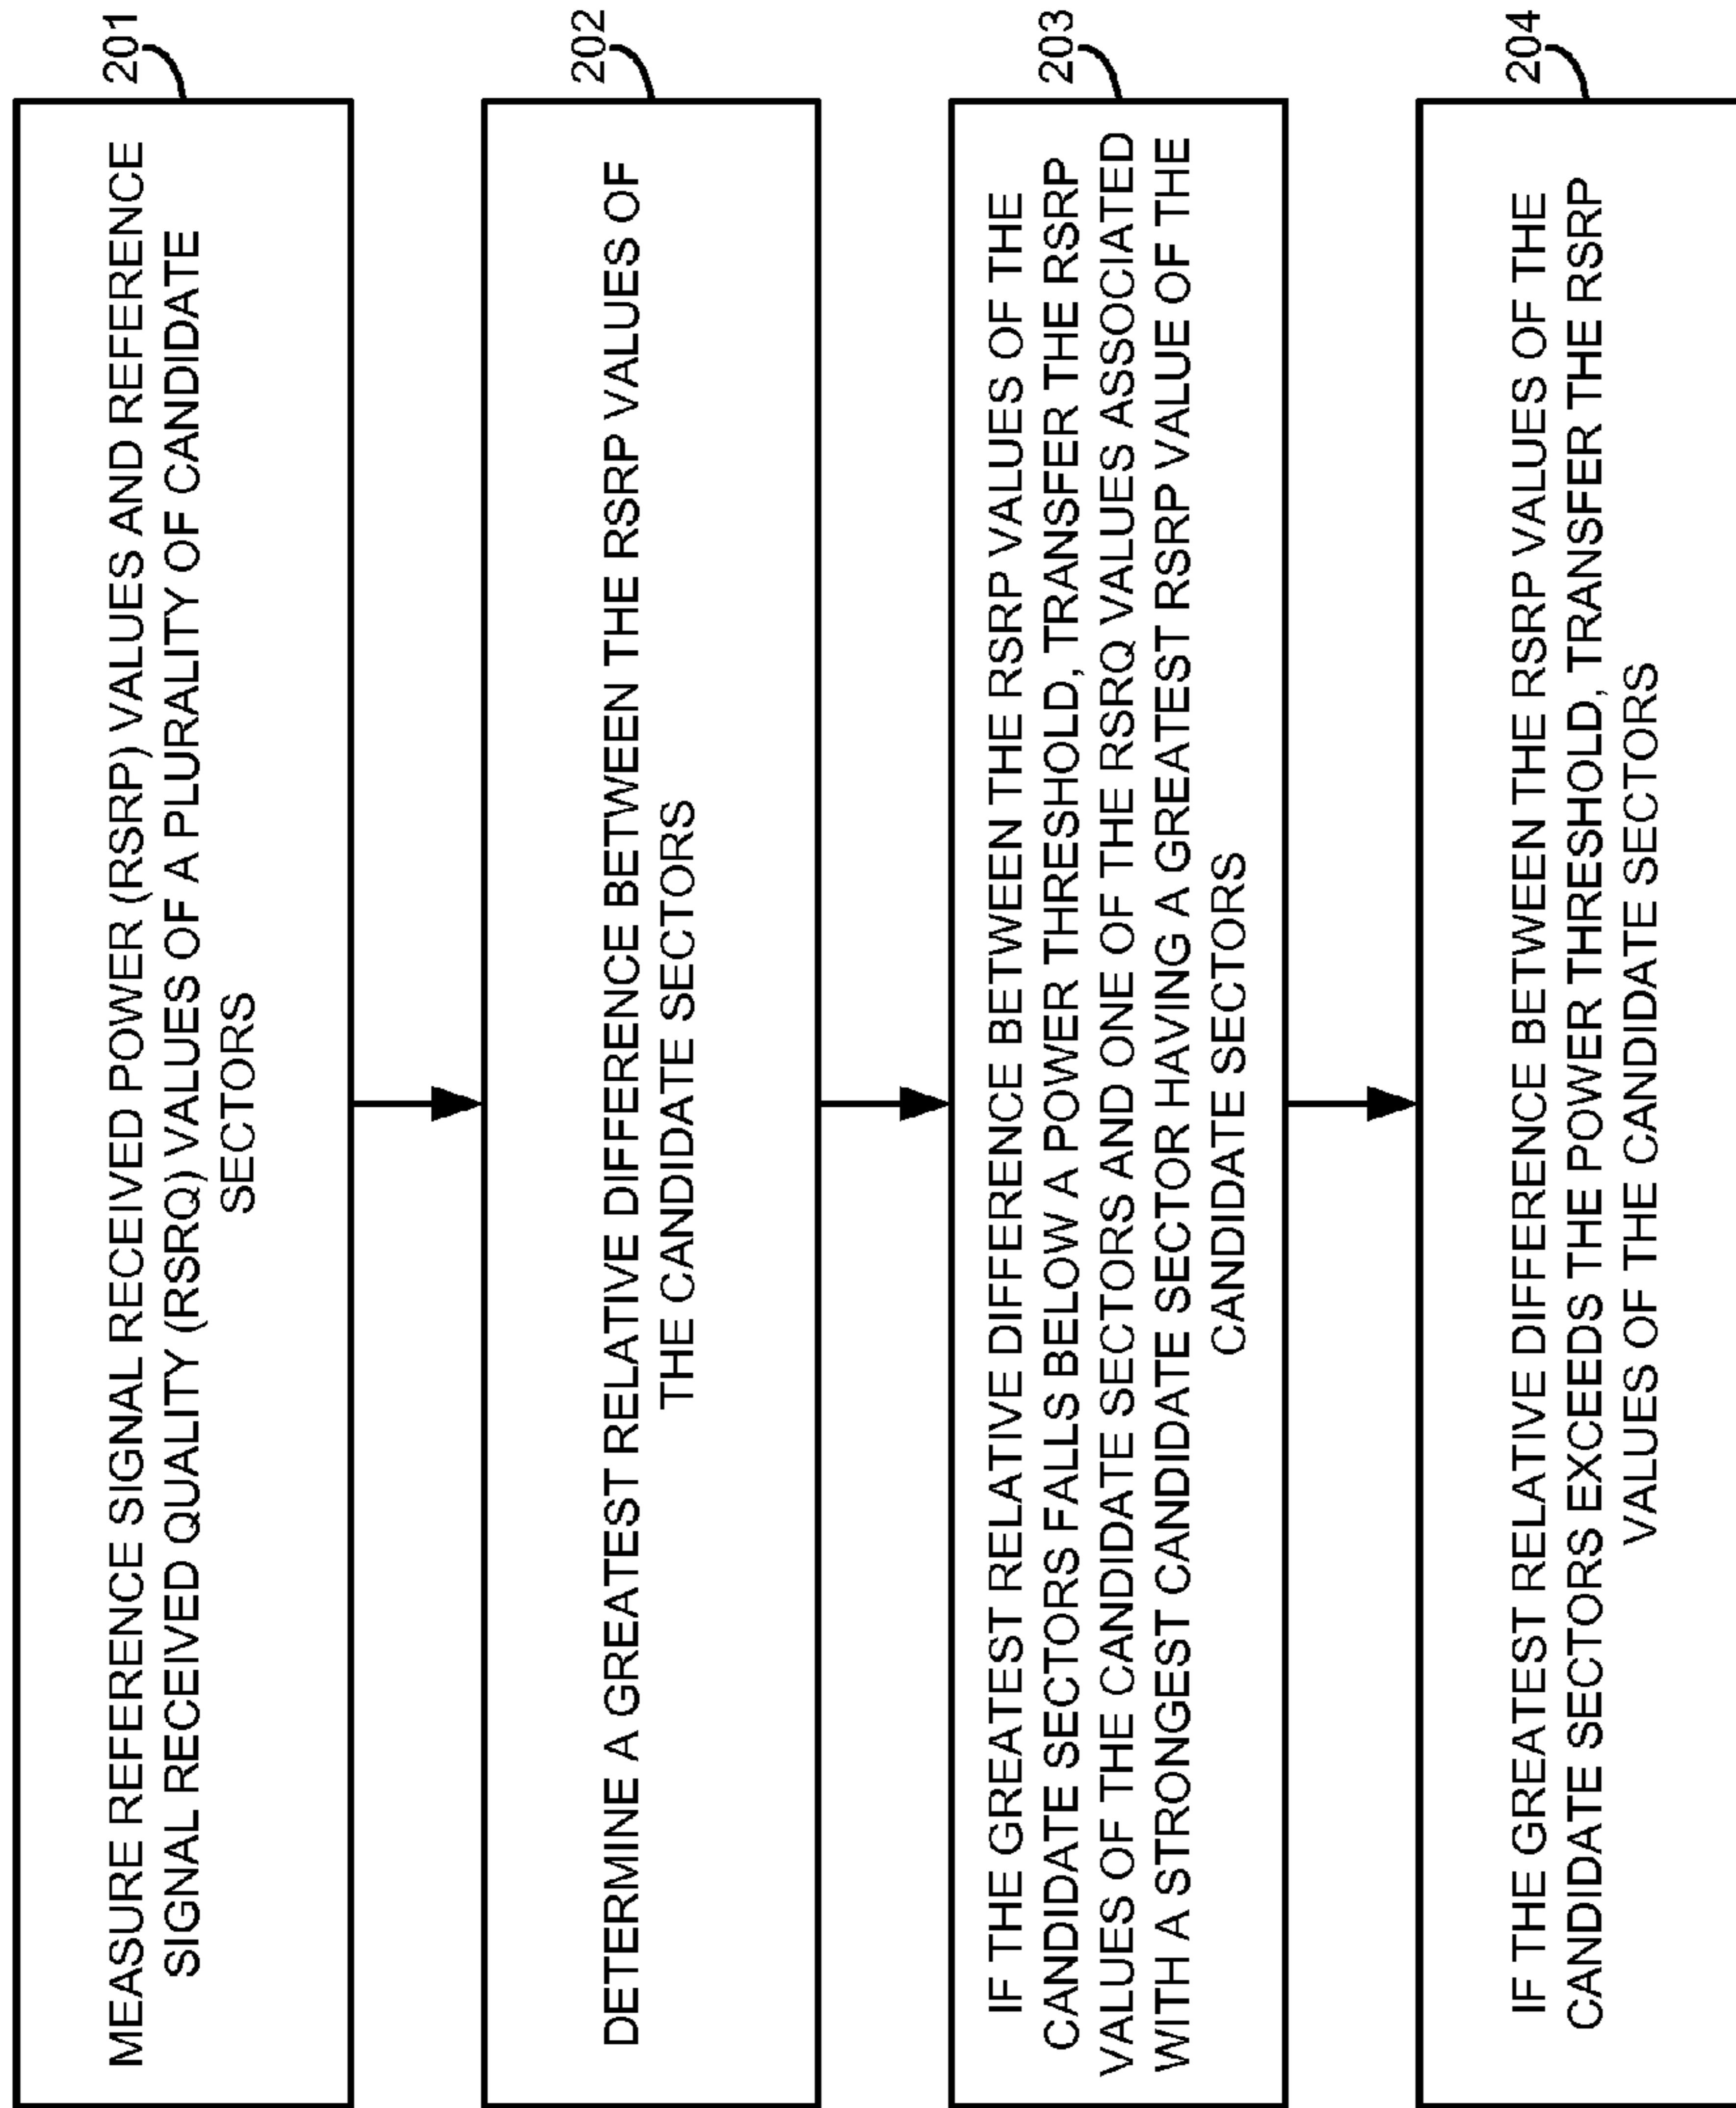 201
MEASURE REFERENCE SIGNAL RECEIVED POWER (RSRP) VALUES AND REFERENCE
SIGNAL RECEIVED QUALITY (RSRQ) VALUES OF A PLURALITY OF CANDIDATE
SECTORS
202
DETERMINE A GREATEST RELATIVE DIFFERENCE BETWEEN THE RSRP VALUES OF
THE CANDIDATE SECTORS
203
IF THE GREATEST RELATIVE DIFFERENCE BETWEEN THE RSRP VALUES OF THE
CANDIDATE SECTORS FALLS BELOW A POWER THRESHOLD, TRANSFER THE RSRP
VALUES OF THE CANDIDATE SECTORS AND ONE OF THE RSRQ VALUES ASSOCIATED
WITH A STRONGEST CANDIDATE SECTOR HAVING A GREATEST RSRP VALUE OF THE
CANDIDATE SECTORS
204
IF THE GREATEST RELATIVE DIFFERENCE BETWEEN THE RSRP VALUES OF THE
CANDIDATE SECTORS EXCEEDS THE POWER THRESHOLD, TRANSFER THE RSRP
VALUES OF THE CANDIDATE SECTORS